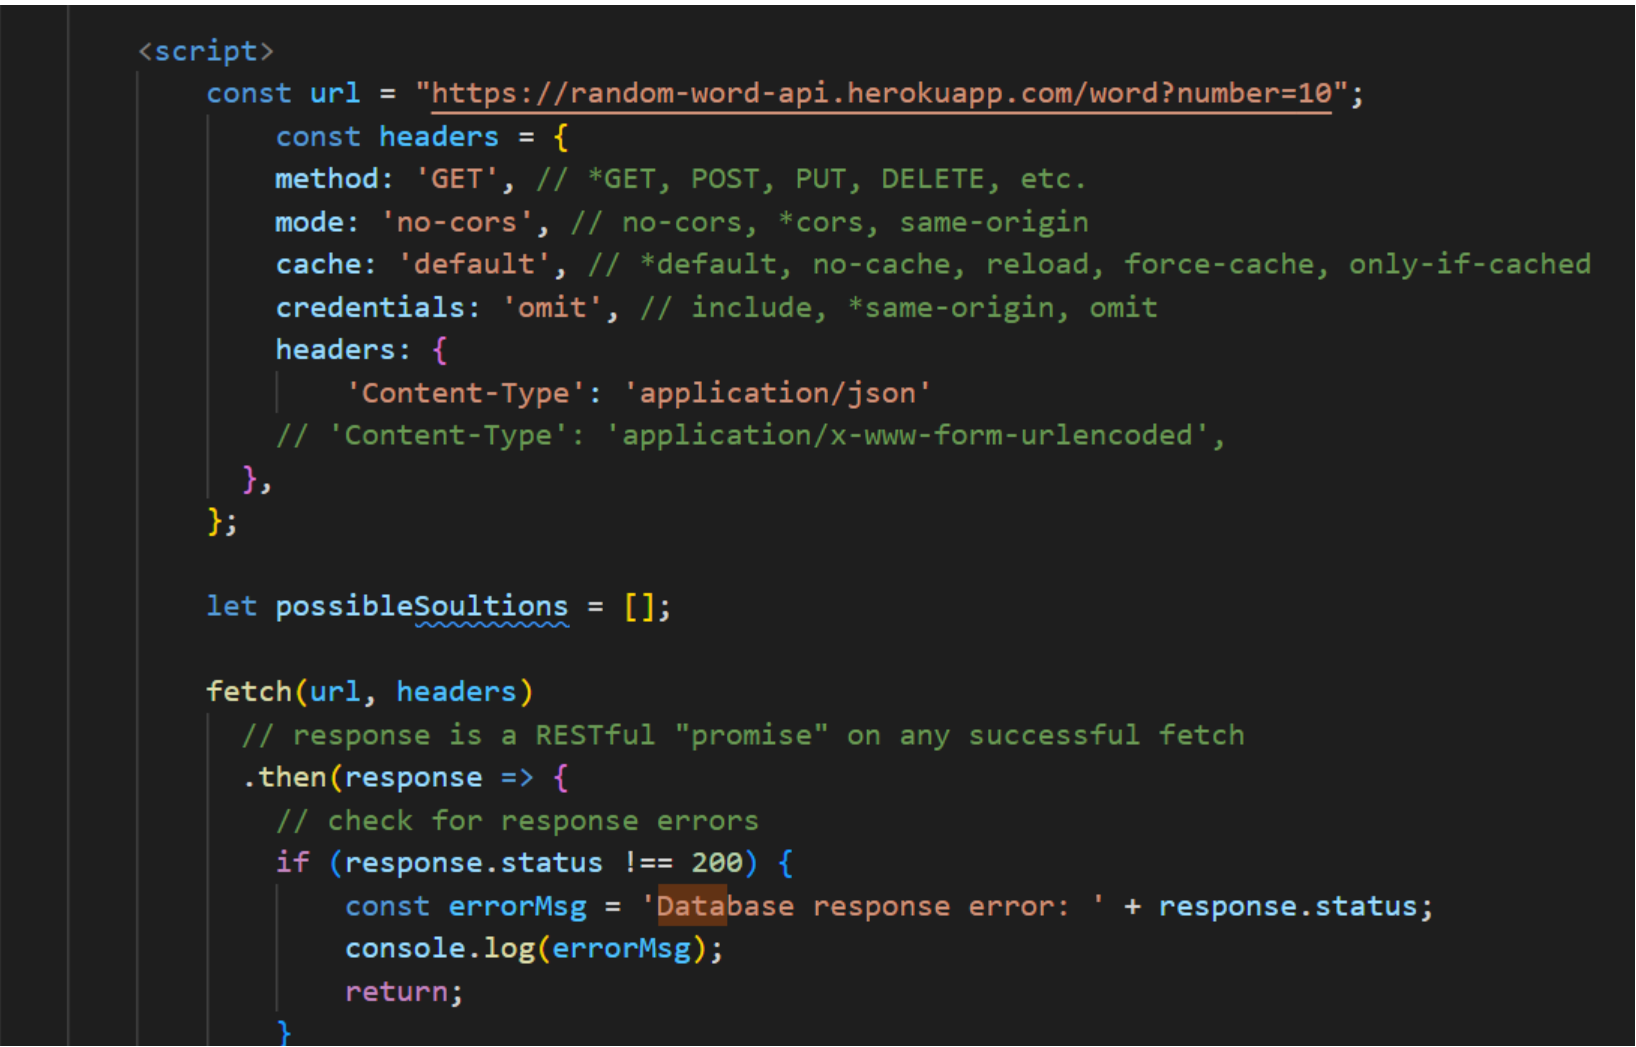 <script>
const url = "https://random-word-api.herokuapp.com/word?number=10";
const headers = {
method: 'GET', // *GET, POST, PUT, DELETE, etc.
mode: 'no-cors', // no-cors, *cors, same-origin
cache: 'default', // *default, no-cache, reload, force-cache, only-if-cached
credentials: 'omit', // include, *same-origin, omit
headers: {
'Content-Type': 'application/json'
// 'Content-Type': 'application/x-www-form-urlencoded',
},
};
let possibleSoultions = [];
fetch(url, headers)
// response is a RESTful "promise" on any successful fetch
.then(response => {
// check for response errors
if (response.status !== 200) {
const errorMsg = 'Database response error: ' + response.status;
console.log(errorMsg);
return;
}